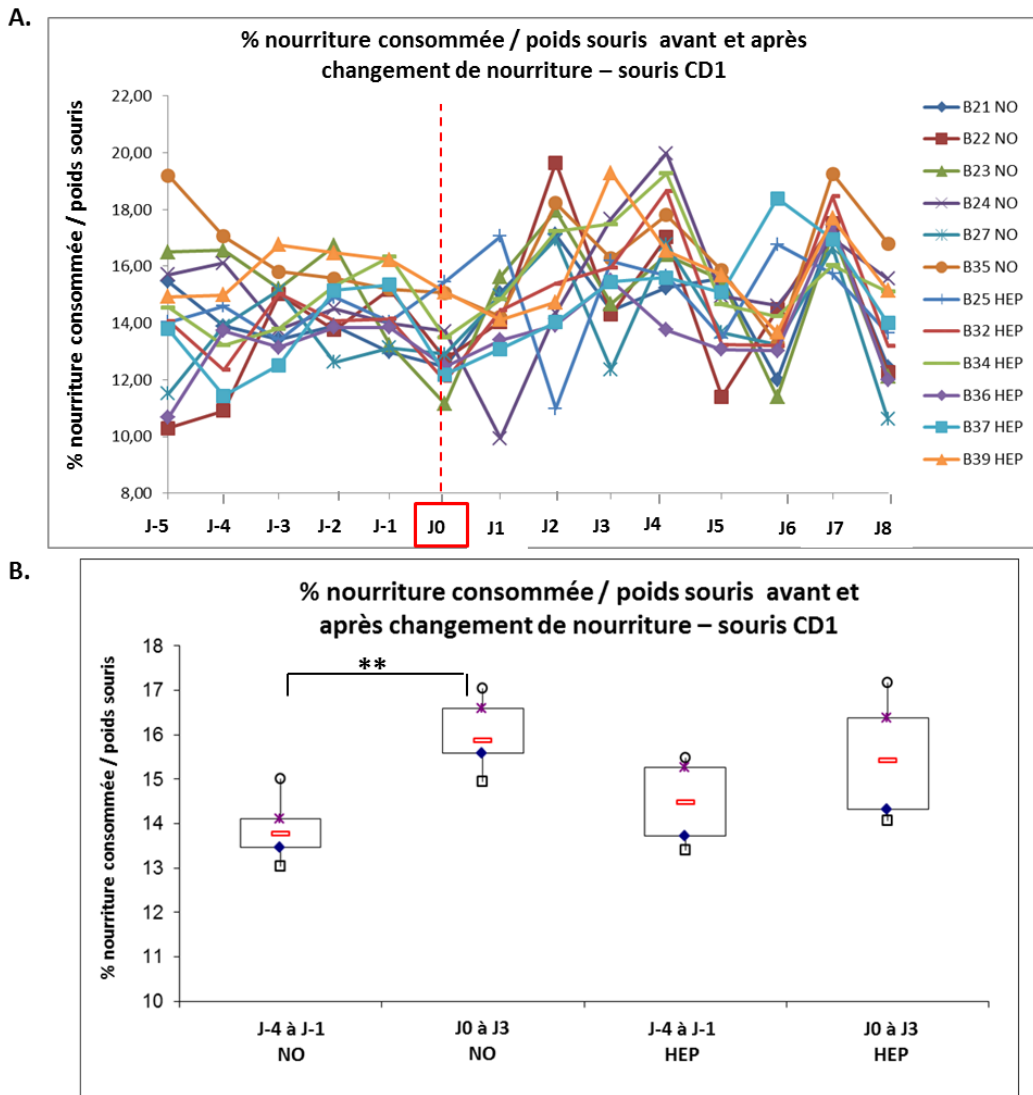 A.
% nourriture consommée / poids souris avant et après
changement de nourriture – souris CD1
% nourriture consommée / poids souris
22,00
20,00
18,00
16,00
14,00
12,00
10,00
8,00
J-5 J-4 J-3 J-2 J-1 J0 J1 J2 J3 J4 J5 J6 J7 J8
B21 NO
B22 NO
B23 NO
B24 NO
B27 NO
B35 NO
B25 HEP
B32 HEP
B34 HEP
B36 HEP
B37 HEP
B39 HEP
B.
% nourriture consommée / poids souris avant et
après changement de nourriture – souris CD1
% nourriture consommée / poids souris
18
17
16
15
14
13
12
11
10
**
J-4 à J-1 J0 à J3 J-4 à J-1 J0 à J3
NO NO HEP HEP